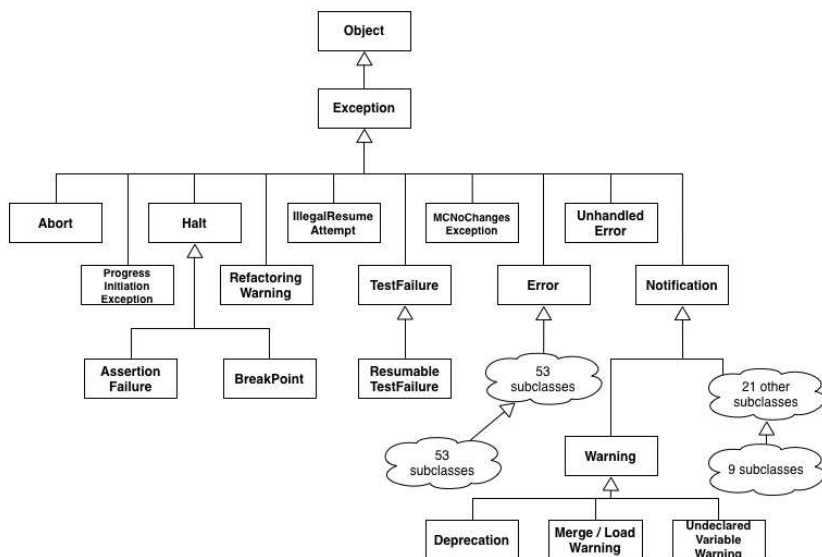 Object
Exception
Abort
Halt
IllegalResume
Attempt
MCNoChanges
Exception
Unhandled
Error
Progress
Initiation
Exception
Refactoring
Warning
TestFailure
Error
Notification
Assertion
Failure
BreakPoint
Resumable
TestFailure
53
subclasses
21 other
subclasses
53
subclasses
Warning
9 subclasses
Deprecation
Merge / Load
Warning
Undeclared
Variable
Warning